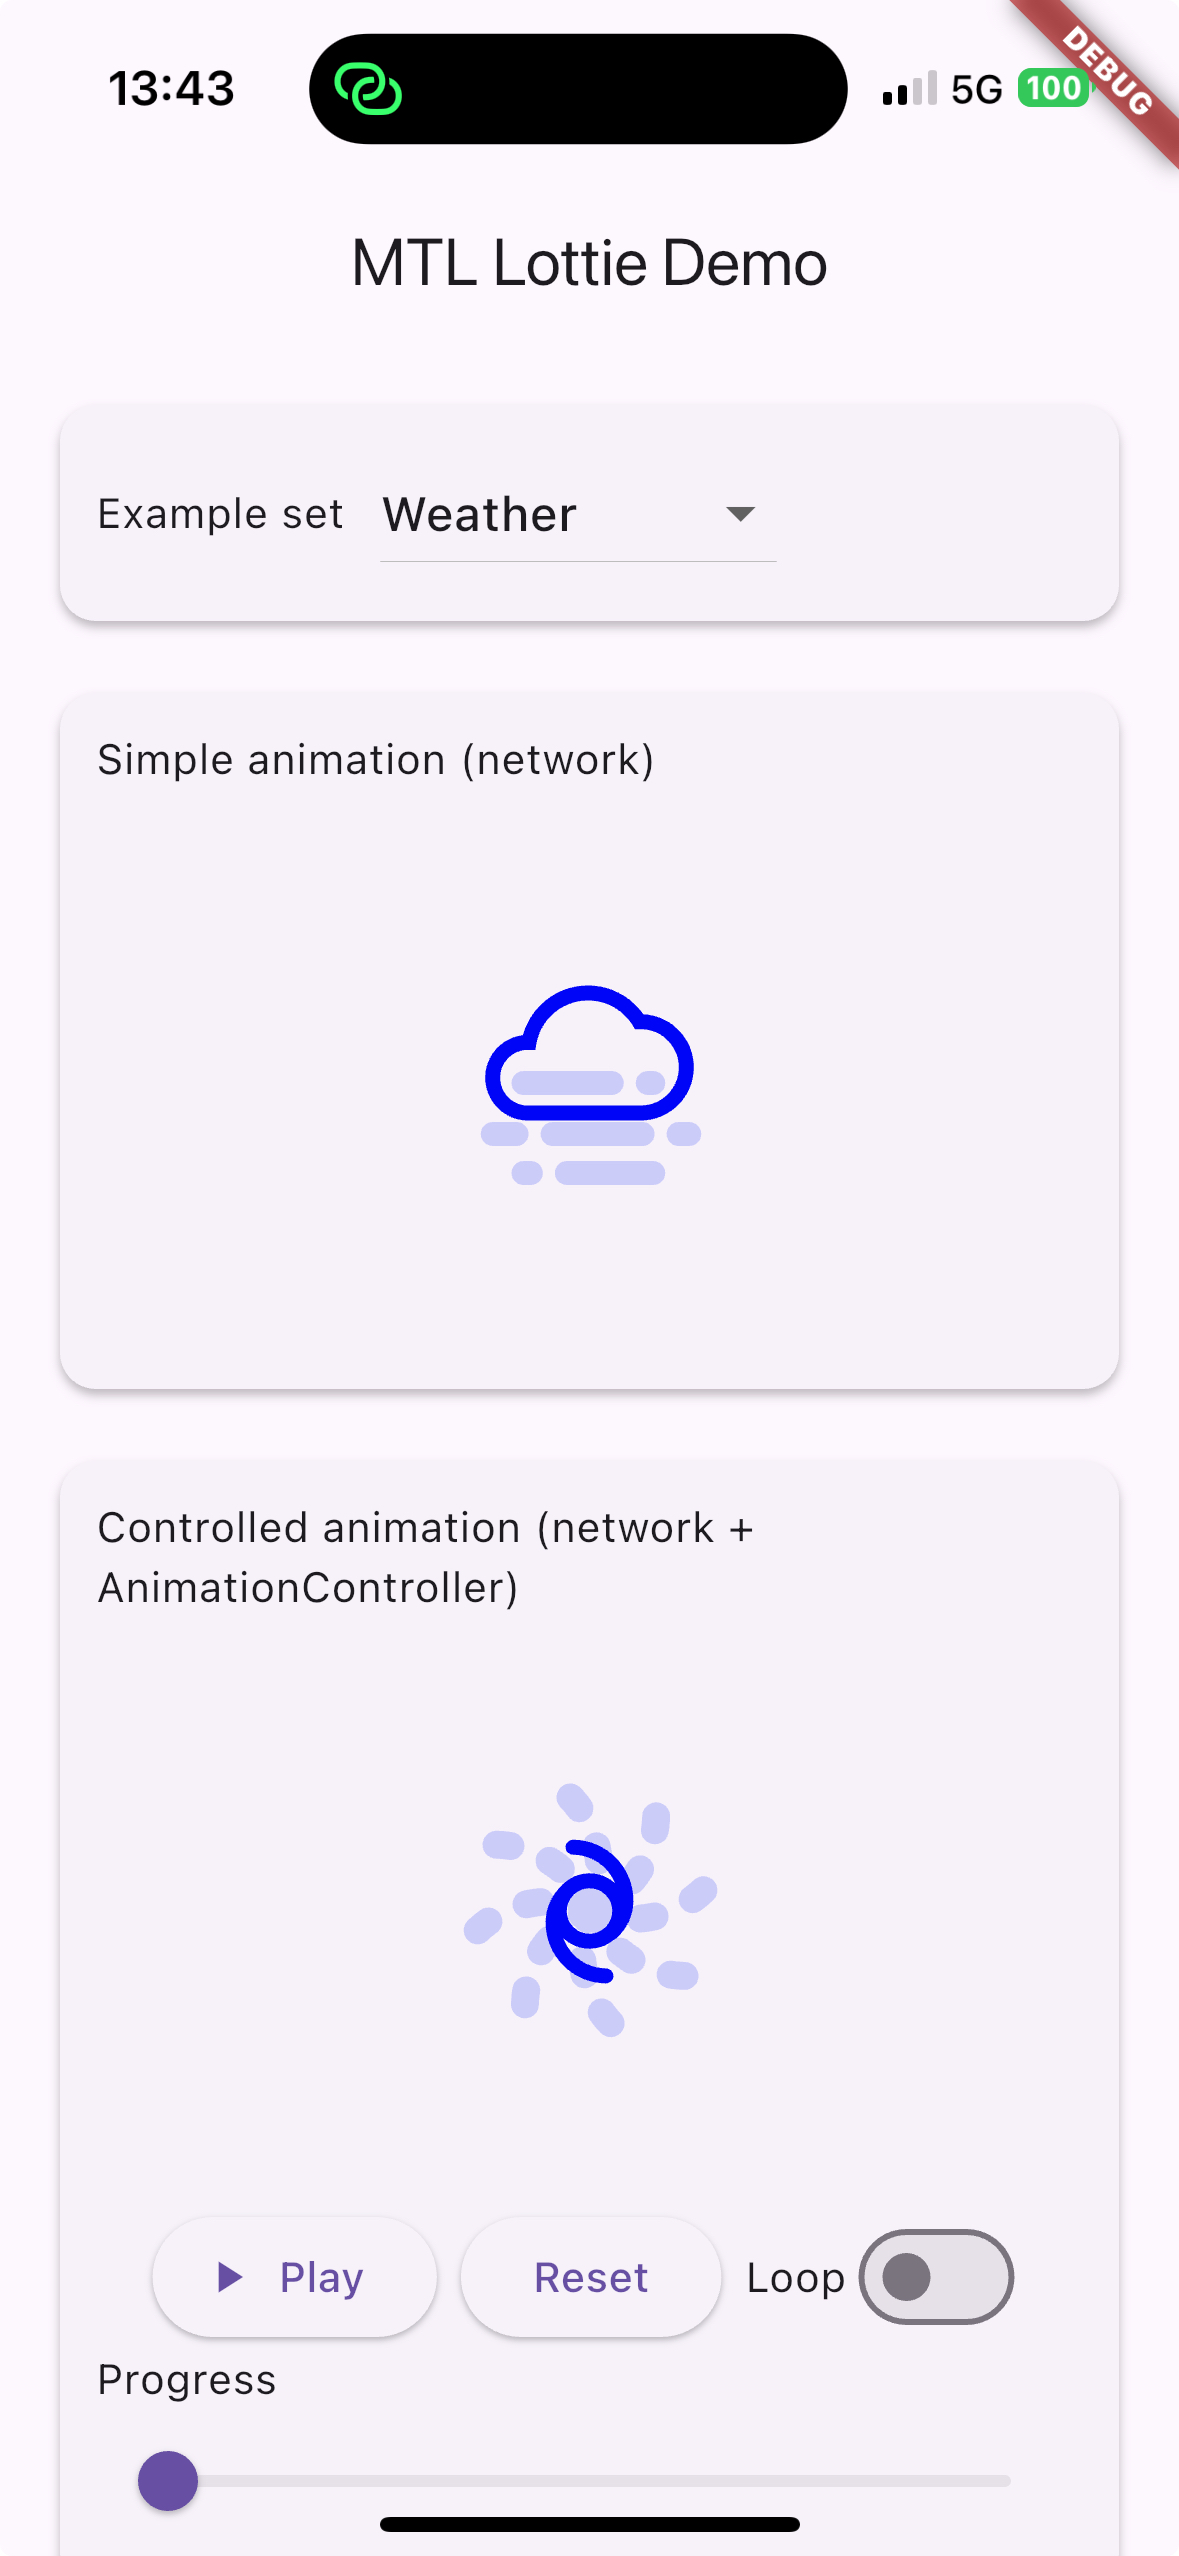 13:43
5G
100
DEBUG
MTL Lottie Demo
Example set
Weather
Simple animation (network)
Controlled animation (network +
AnimationController)
Play
Reset
Loop
Progress